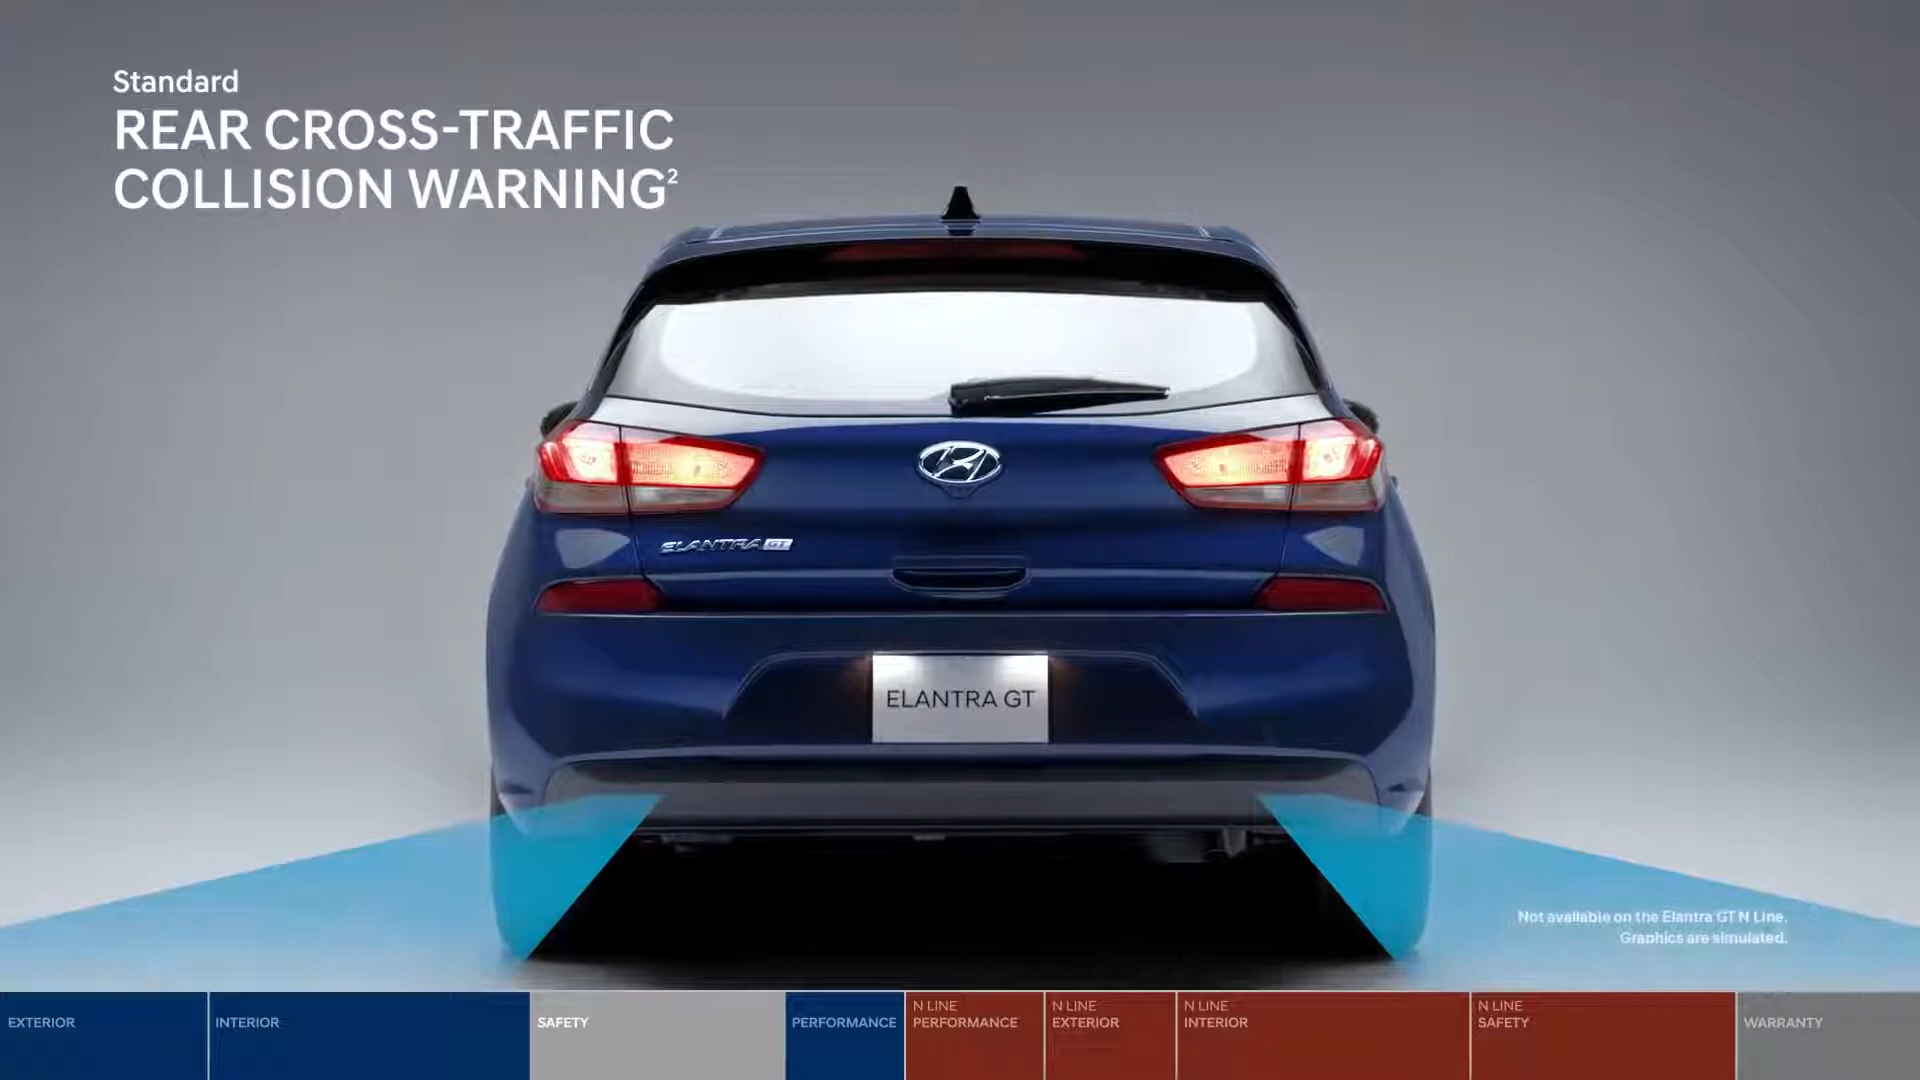 Standard
REAR CROSS-TRAFFIC
COLLISION WARNING²
ELANTRA GT
ELANTRA GT
Not available on the Elantra GT N Line.
Graphics are simulated.
EXTERIOR
INTERIOR
SAFETY
PERFORMANCE
N LINE
PERFORMANCE
N LINE
EXTERIOR
N LINE
INTERIOR
N LINE
SAFETY
WARRANTY